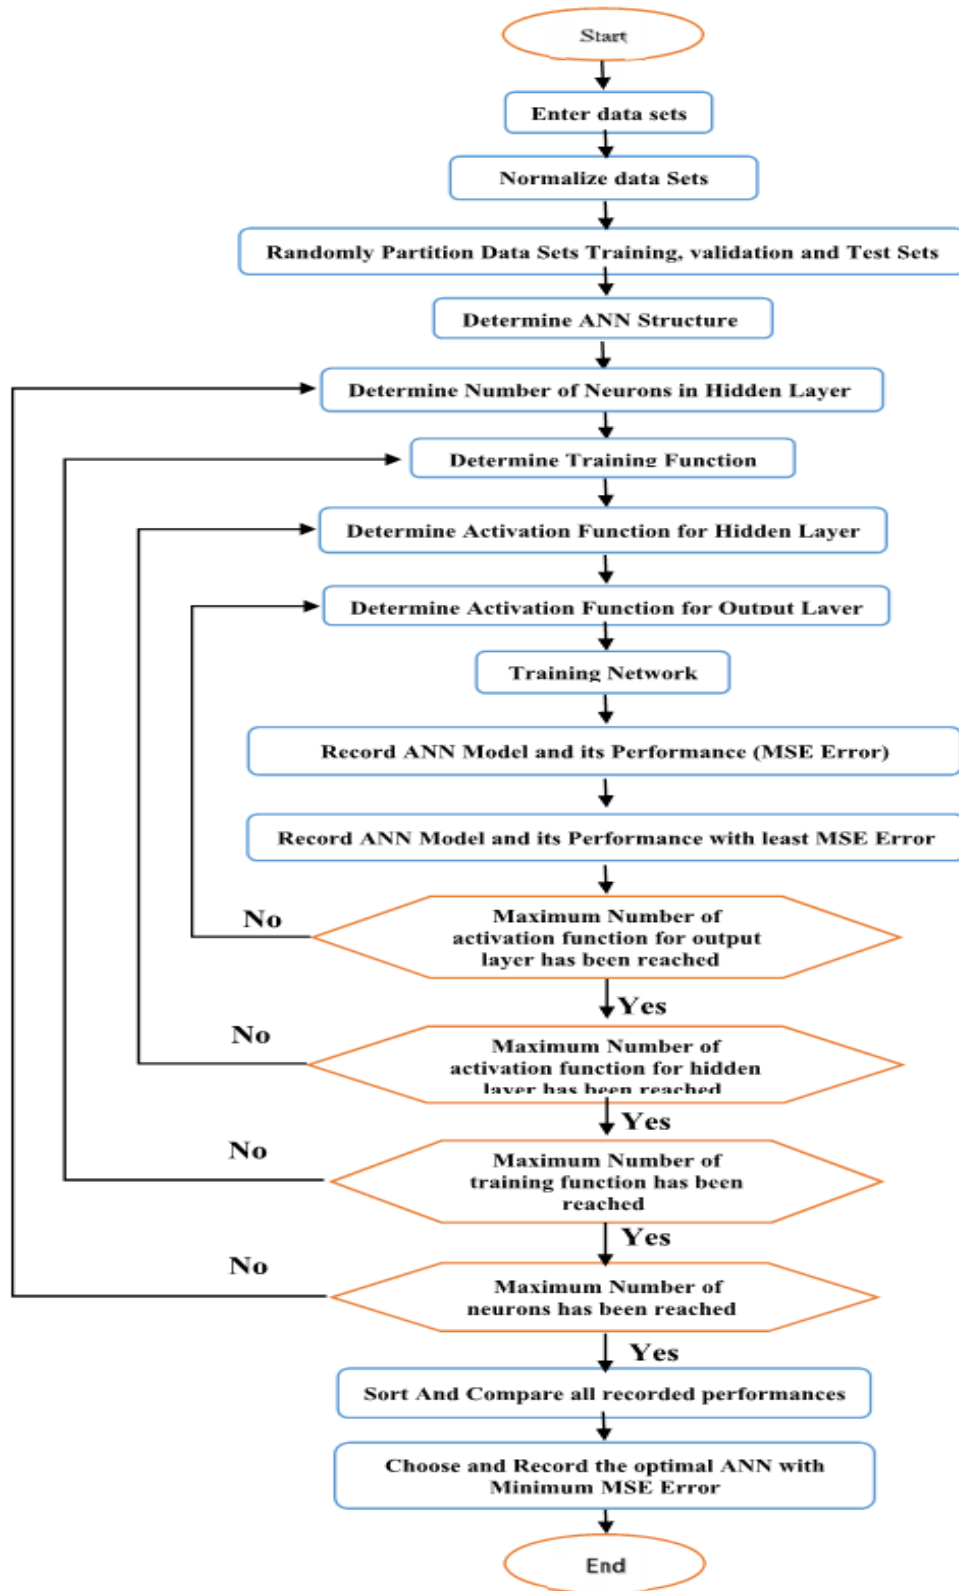 Start
Enter data sets
Normalize data Sets
Randomly Partition Data Sets Training, validation and Test Sets
Determine ANN Structure
Determine Number of Neurons in Hidden Layer
Determine Training Function
Determine Activation Function for Hidden Layer
Determine Activation Function for Output Layer
Training Network
Record ANN Model and its Performance (MSE Error)
Record ANN Model and its Performance with least MSE Error
No
Maximum Number of
activation function for output
layer has been reached
Yes
No
Maximum Number of
activation function for hidden
layer has been reached
Yes
No
Maximum Number of
training function has been
reached
Yes
No
Maximum Number of
neurons has been reached
Yes
Sort And Compare all recorded performances
Choose and Record the optimal ANN with
Minimum MSE Error
End